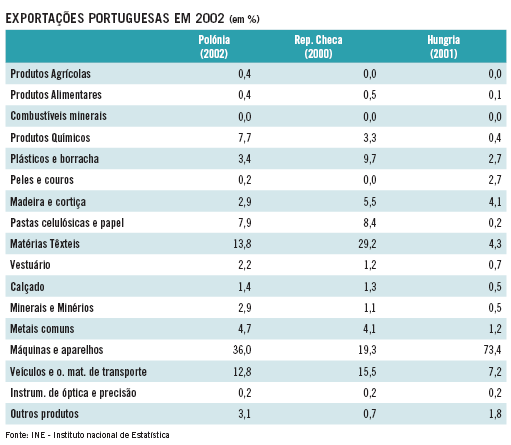 EXPORTAÇÕES PORTUGUESAS EM 2002 (em %)
Polónia Rep. Checa Hungria
(2002) (2000) (2001)
Produtos Agrícolas 0,4 0,0 0,0
Produtos Alimentares 0,4 0,5 0,1
Combustíveis minerais 0,0 0,0 0,0
Produtos Químicos 7,7 3,3 0,4
Plásticos e borracha 3,4 9,7 2,7
Peles e couros 0,2 0,0 2,7
Madeira e cortiça 2,9 5,5 4,1
Pastas celulósicas e papel 7,9 8,4 0,2
Matérias Têxteis 13,8 29,2 4,3
Vestuário 2,2 1,2 0,7
Calçado 1,4 1,3 0,5
Minerais e Minérios 2,9 1,1 0,5
Metais comuns 4,7 4,1 1,2
Máquinas e aparelhos 36,0 19,3 73,4
Veículos e o. mat. de transporte 12,8 15,5 7,2
Instrum. de óptica e precisão 0,2 0,2 0,2
Outros produtos 3,1 0,7 1,8
Fonte: INE - Instituto nacional de Estatística